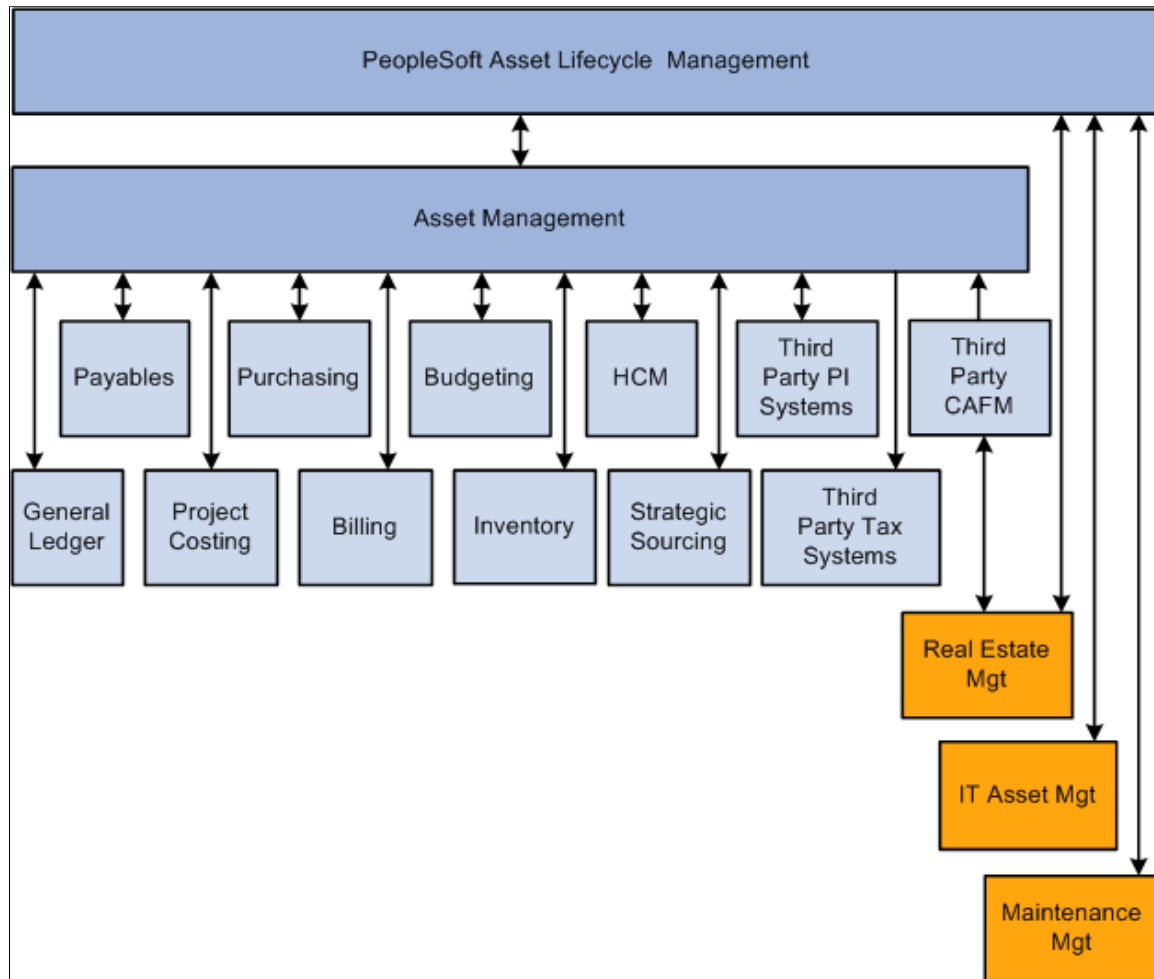 PeopleSoft Asset Lifecycle Management
Asset Management
Payables
Purchasing
Budgeting
HCM
Third
Party PI
Systems
Third
Party
CAFM
General
Ledger
Project
Costing
Billing
Inventory
Strategic
Sourcing
Third
Party Tax
Systems
Real Estate
Mgt
IT Asset Mgt
Maintenance
Mgt